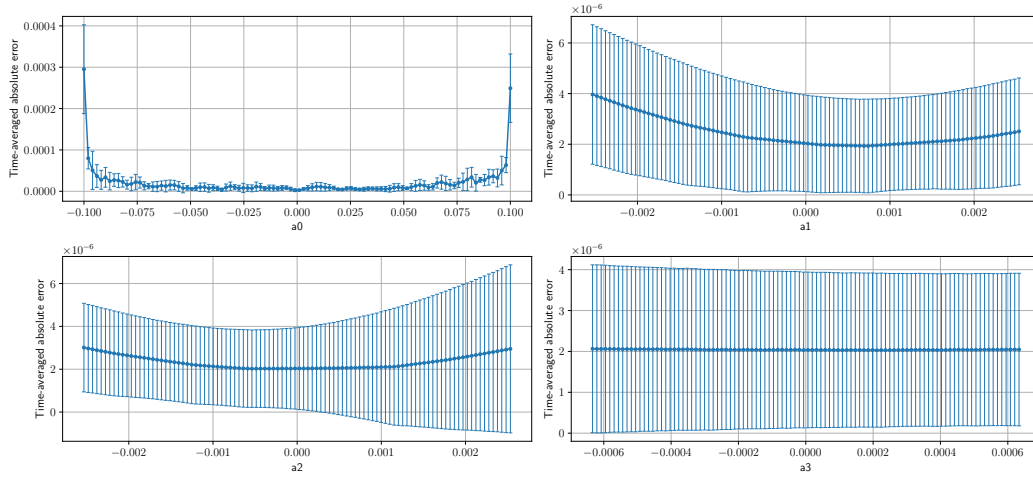 0.0004
0.0003
0.0002
0.0001
0.0000
Time-averaged absolute error
−0.100 −0.075 −0.050 −0.025 0.000 0.025 0.050 0.075 0.100
a0
×10⁻⁶
6
4
2
0
Time-averaged absolute error
−0.002 −0.001 0.000 0.001 0.002
a1
×10⁻⁶
6
4
2
0
Time-averaged absolute error
−0.002 −0.001 0.000 0.001 0.002
a2
×10⁻⁶
4
3
2
1
0
Time-averaged absolute error
−0.0006 −0.0004 −0.0002 0.0000 0.0002 0.0004 0.0006
a3